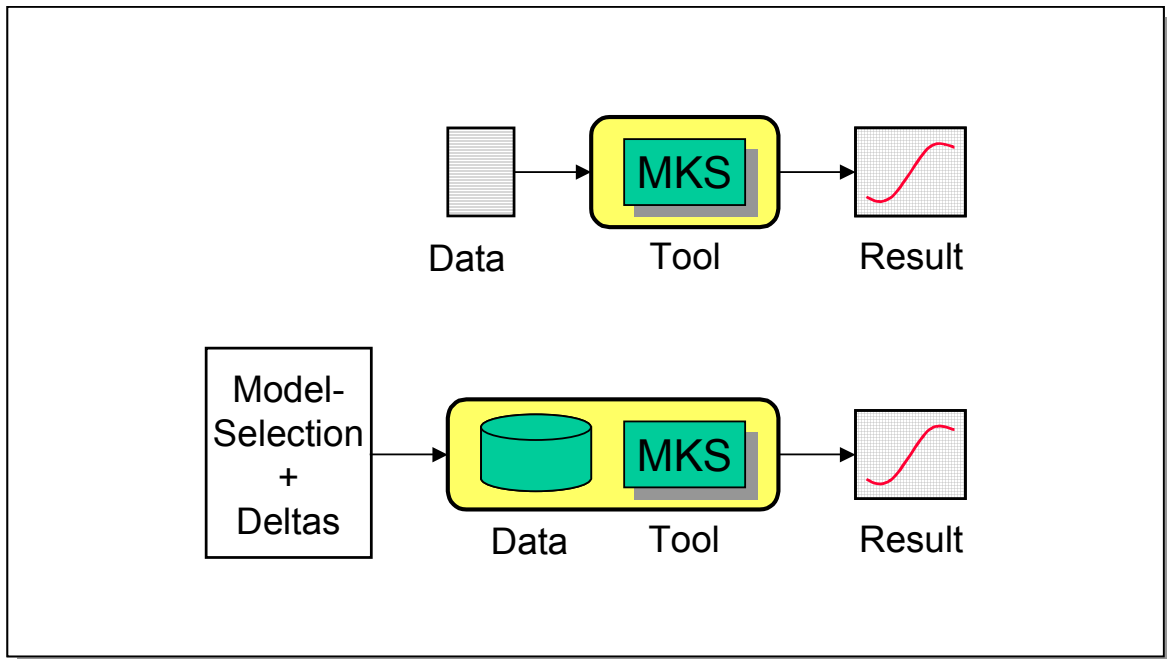 MKS
Data
Tool
Result
Model-
Selection
+
Deltas
MKS
Data
Tool
Result